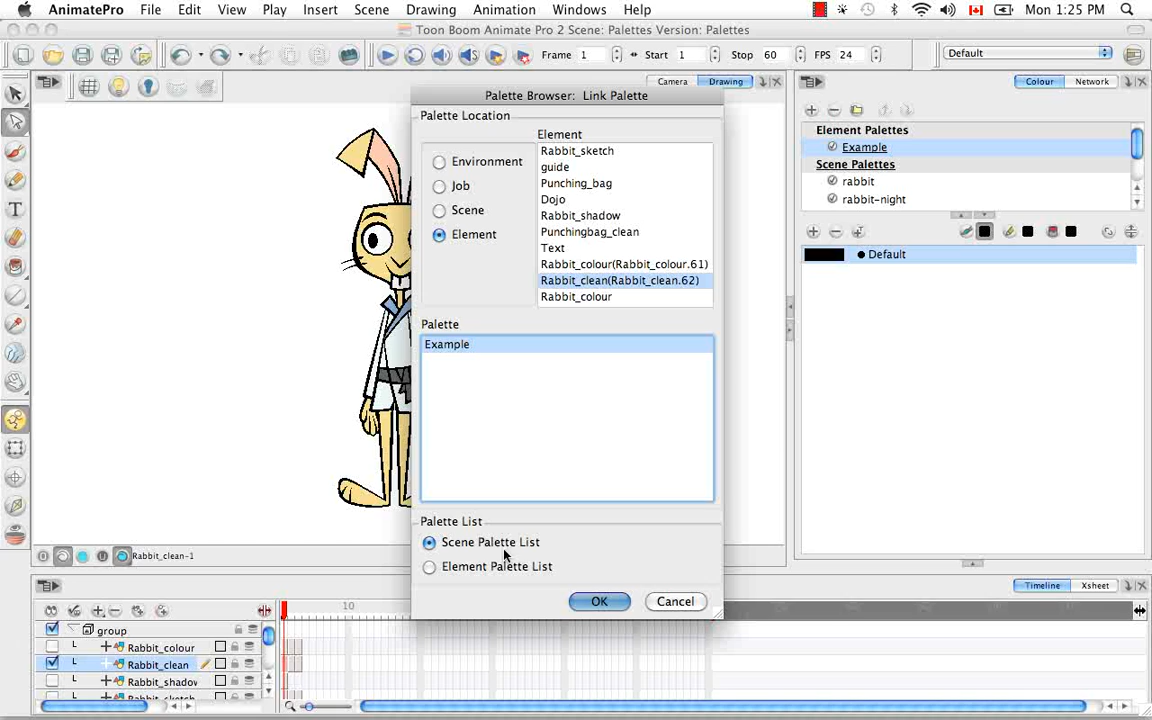 AnimatePro File Edit View Play Insert Scene Drawing Animation Windows Help Mon 1:25 PM
Toon Boom Animate Pro 2 Scene: Palettes Version: Palettes
Frame 1 Start 1 Stop 60 FPS 24 Default
Camera Drawing
Colour Network
Palette Browser: Link Palette
Palette Location
Environment
Job
Scene
Element
Element
Rabbit_sketch
guide
Punching_bag
Dojo
Rabbit_shadow
Punchingbag_clean
Text
Rabbit_colour(Rabbit_colour.61)
Rabbit_clean(Rabbit_clean.62)
Rabbit_colour
Palette
Example
Palette List
Scene Palette List
Element Palette List
OK Cancel
Element Palettes
Example
Scene Palettes
rabbit
rabbit-night
Default
Rabbit_clean-1
Timeline Xsheet
10
group
Rabbit_colour
Rabbit_clean
Rabbit_shadow
Rabbit_sketch